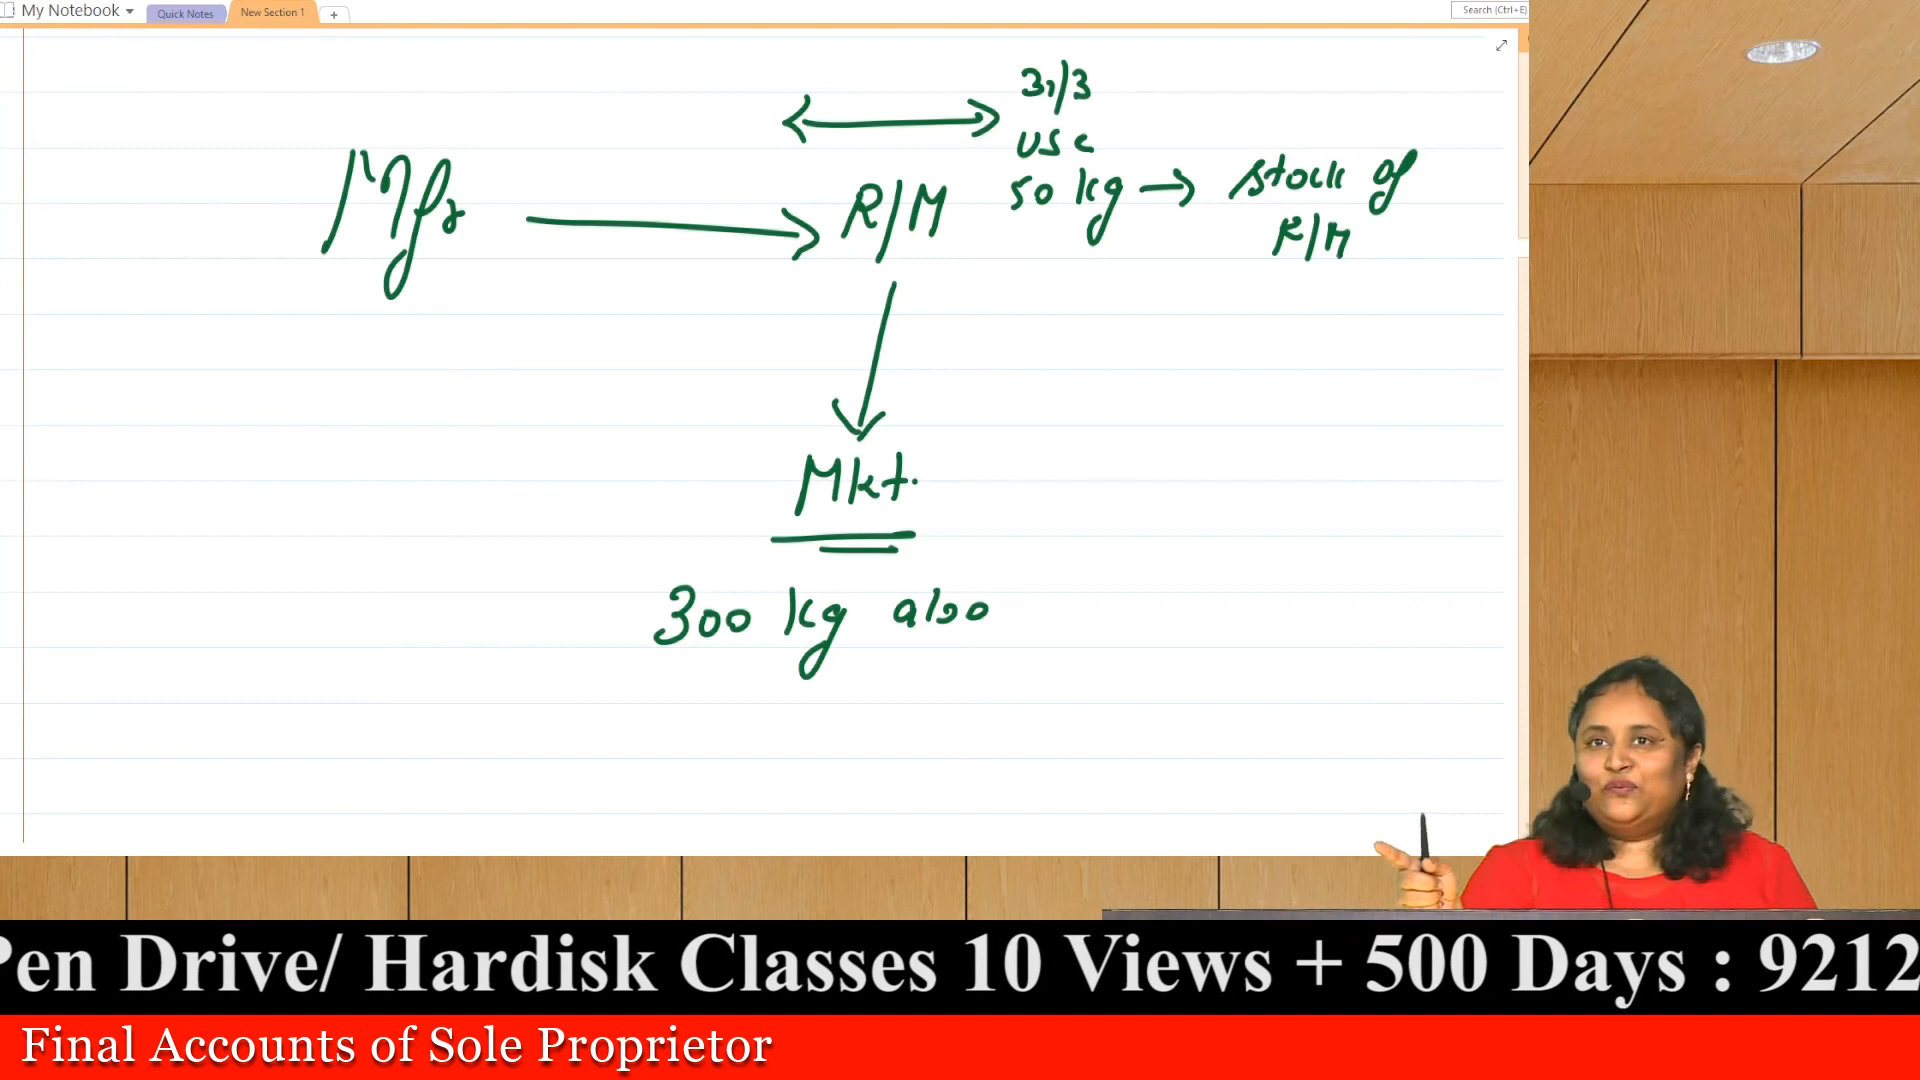 My Notebook
Quick Notes
New Section 1
+
Search (Ctrl+E)
31/3
use
50 kg → stock of
R/M
Mfr → R/M
Mkt.
300 kg also
Pen Drive/ Hardisk Classes 10 Views + 500 Days : 9212
Final Accounts of Sole Proprietor